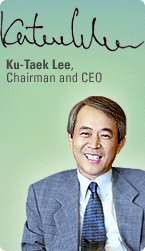 Ku-Taek Lee,
Chairman and CEO